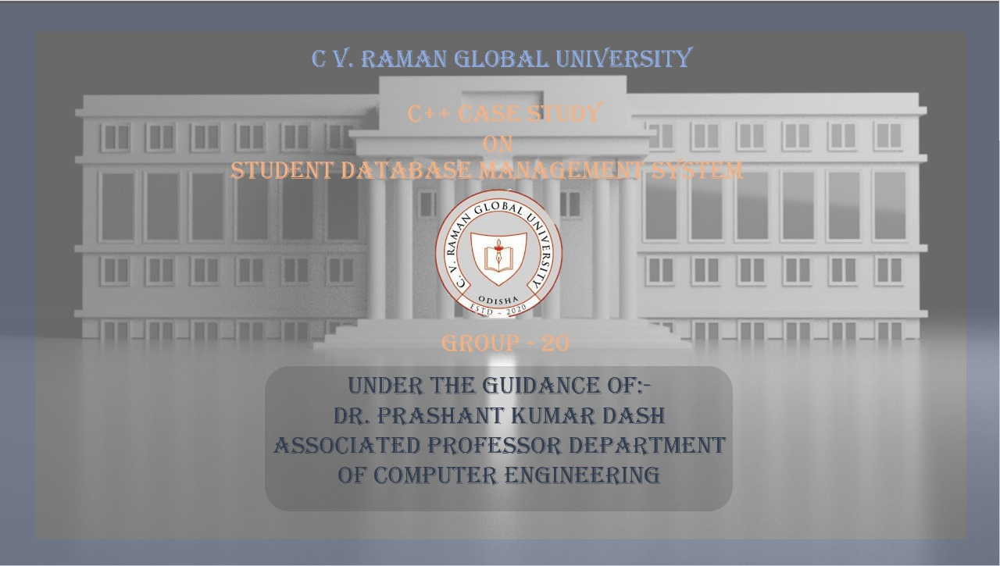 C V. RAMAN GLOBAL UNIVERSITY
C++ CASE STUDY
ON
STUDENT DATABASE MANAGEMENT SYSTEM
C. V. RAMAN GLOBAL UNIVERSITY
ODISHA
ESTD - 2020
GROUP - 20
UNDER THE GUIDANCE OF:-
DR. PRASHANT KUMAR DASH
ASSOCIATED PROFESSOR DEPARTMENT
OF COMPUTER ENGINEERING